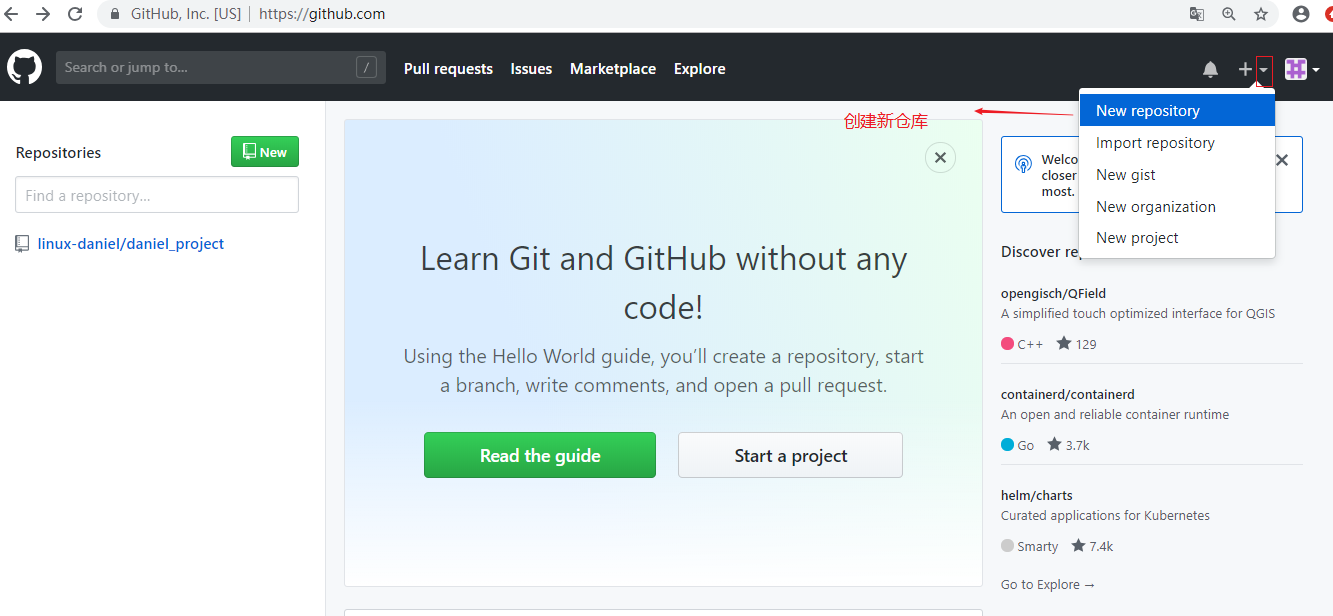 GitHub, Inc. [US] | https://github.com
Search or jump to... /
Pull requests Issues Marketplace Explore
创建新仓库
New repository
Import repository
New gist
New organization
New project
Repositories
New
Find a repository...
linux-daniel/daniel_project
Learn Git and GitHub without any
code!
Using the Hello World guide, you’ll create a repository, start
a branch, write comments, and open a pull request.
Read the guide
Start a project
closer
most.
Discover
opengisch/QField
A simplified touch optimized interface for QGIS
C++ 129
containerd/containerd
An open and reliable container runtime
Go 3.7k
helm/charts
Curated applications for Kubernetes
Smarty 7.4k
Go to Explore →